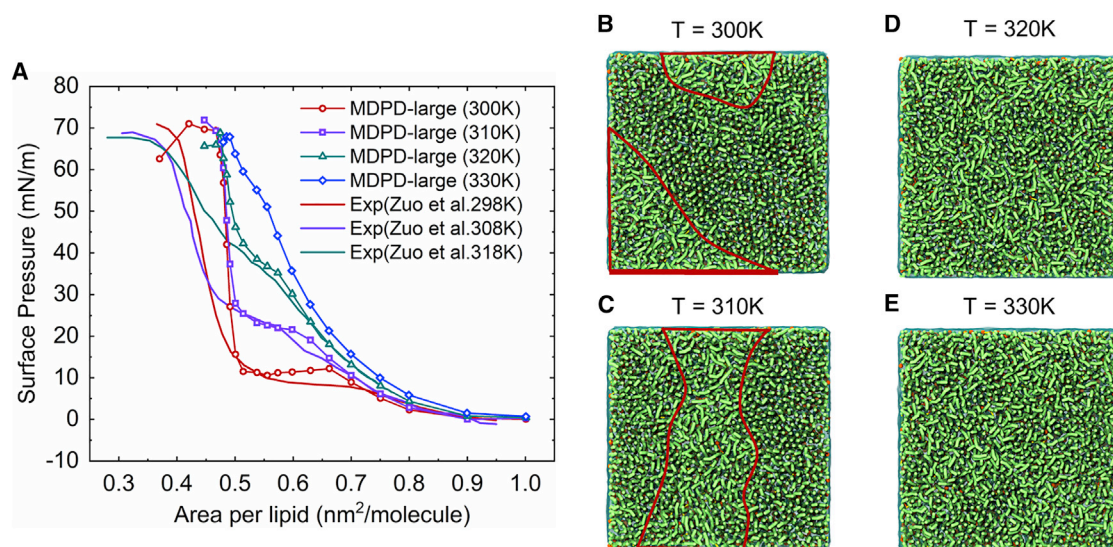 A
80
70
60
50
40
30
20
10
0
-10
Surface Pressure (mN/m)
MDPD-large (300K)
MDPD-large (310K)
MDPD-large (320K)
MDPD-large (330K)
Exp(Zuo et al.298K)
Exp(Zuo et al.308K)
Exp(Zuo et al.318K)
0.3 0.4 0.5 0.6 0.7 0.8 0.9 1.0
Area per lipid (nm²/molecule)
B T = 300K
C T = 310K
D T = 320K
E T = 330K